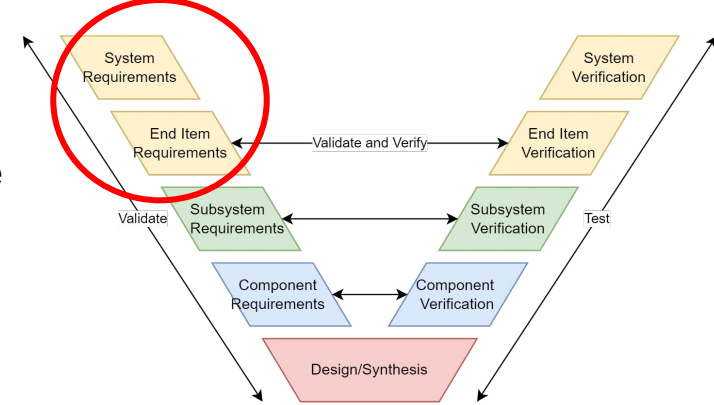 System
Requirements
System
Verification
End Item
Requirements
Validate and Verify
End Item
Verification
e
Validate
Subsystem
Requirements
Subsystem
Verification
Test
Component
Requirements
Component
Verification
Design/Synthesis